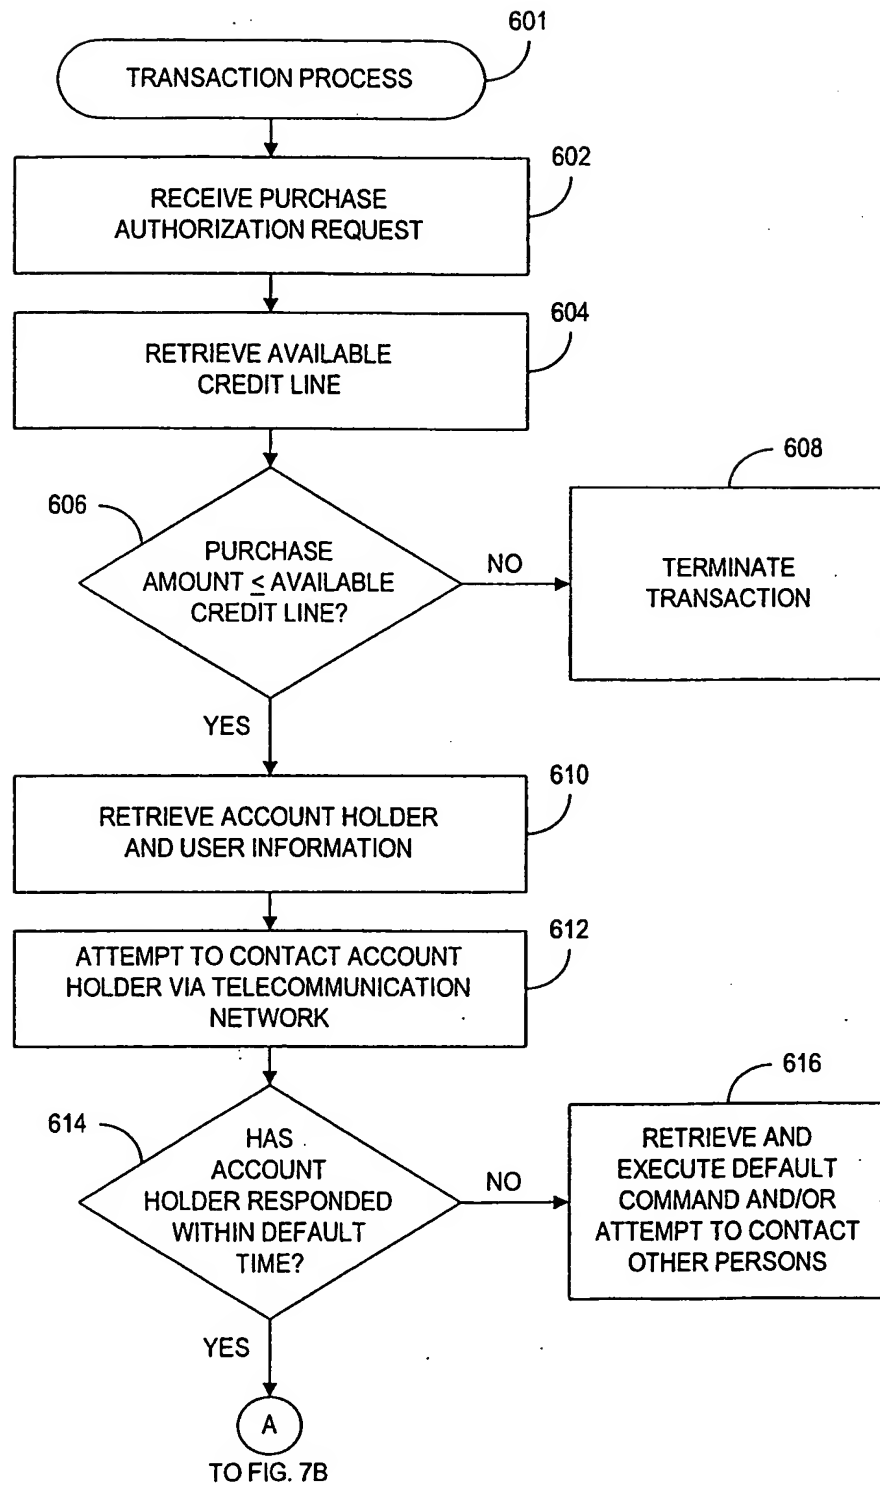 601
TRANSACTION PROCESS
602
RECEIVE PURCHASE
AUTHORIZATION REQUEST
604
RETRIEVE AVAILABLE
CREDIT LINE
608
606
PURCHASE
AMOUNT ≤ AVAILABLE
CREDIT LINE?
NO
TERMINATE
TRANSACTION
YES
610
RETRIEVE ACCOUNT HOLDER
AND USER INFORMATION
612
ATTEMPT TO CONTACT ACCOUNT
HOLDER VIA TELECOMMUNICATION
NETWORK
616
614
HAS
ACCOUNT
HOLDER RESPONDED
WITHIN DEFAULT
TIME?
NO
RETRIEVE AND
EXECUTE DEFAULT
COMMAND AND/OR
ATTEMPT TO CONTACT
OTHER PERSONS
YES
A
TO FIG. 7B